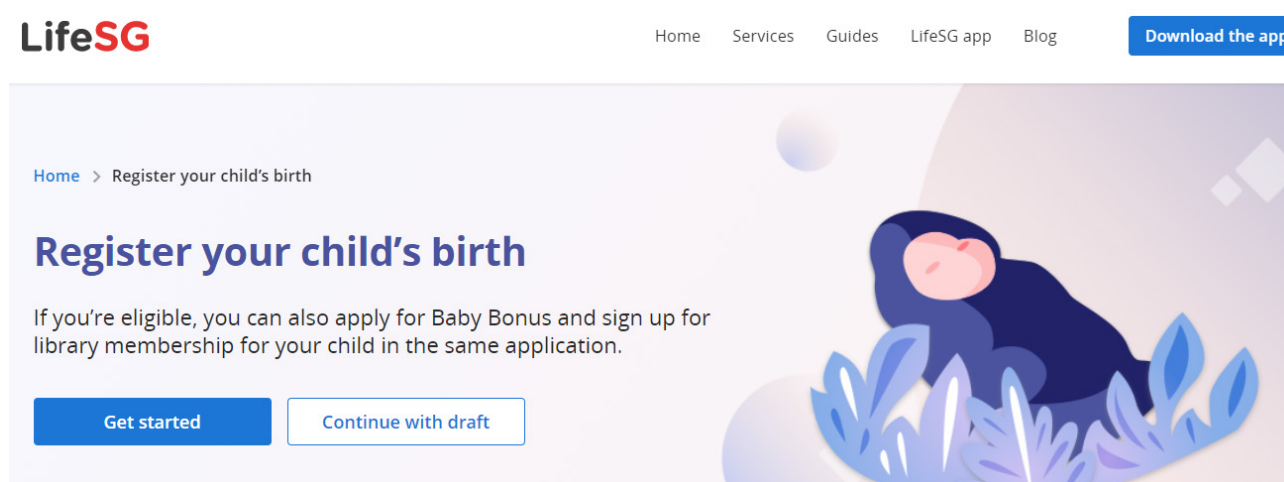 LifeSG
Home Services Guides LifeSG app Blog Download the app
Home > Register your child's birth
Register your child's birth
If you're eligible, you can also apply for Baby Bonus and sign up for
library membership for your child in the same application.
Get started Continue with draft